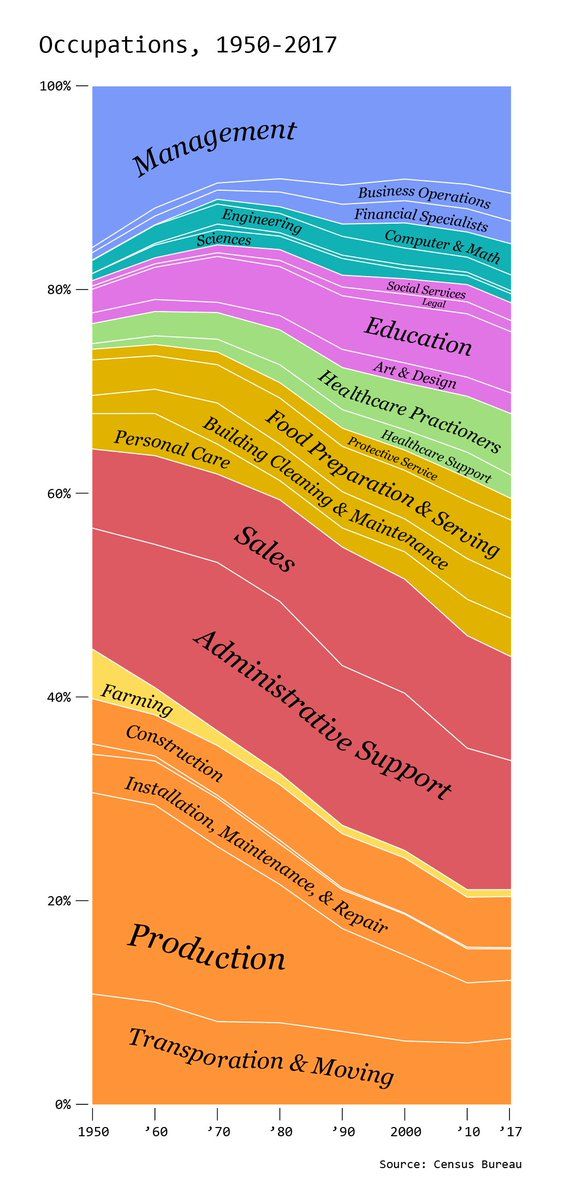 Occupations, 1950-2017
100%
Management
Business Operations
Financial Specialists
Engineering
Computer & Math
Sciences
80%
Social Services
Legal
Education
Art & Design
Healthcare Practioners
Healthcare Support
Protective Service
Food Preparation & Serving
Building Cleaning & Maintenance
Personal Care
60%
Sales
Administrative Support
40%
Farming
Construction
Installation, Maintenance, & Repair
20%
Production
Transporation & Moving
0%
1950 ’60 ’70 ’80 ’90 2000 ’10 ’17
Source: Census Bureau